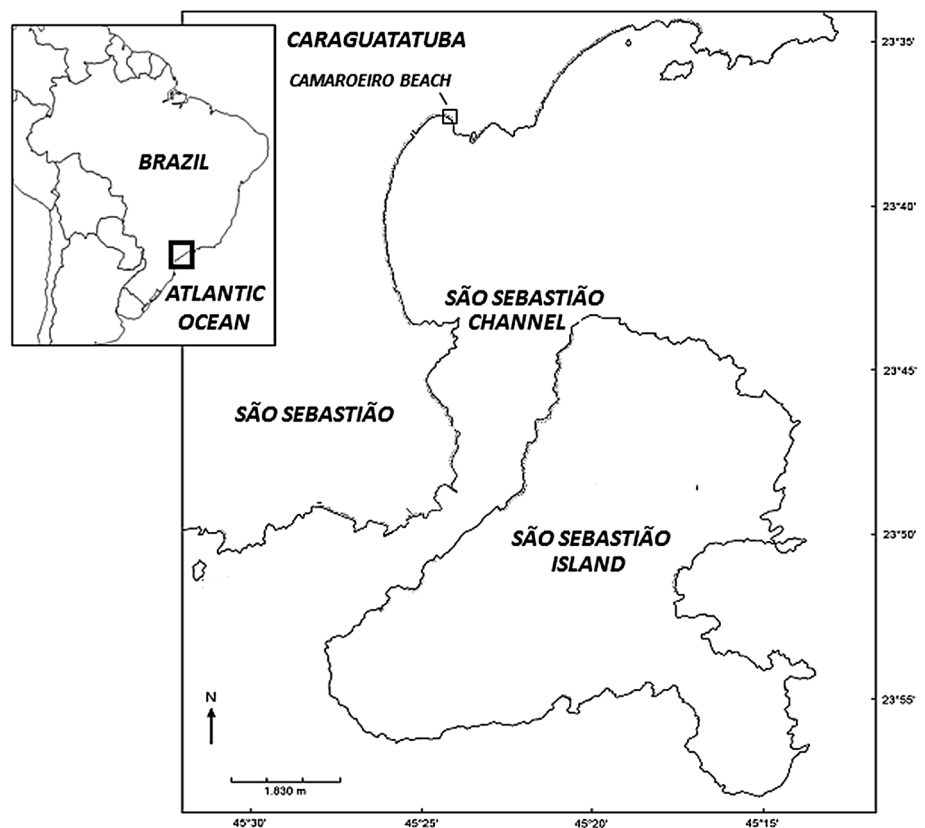 CARAGUATATUBA
CAMAROEIRO BEACH
BRAZIL
ATLANTIC
OCEAN
SÃO SEBASTIÃO
CHANNEL
SÃO SEBASTIÃO
SÃO SEBASTIÃO
ISLAND
N
1.830 m
23°35'
23°40'
23°45'
23°50'
23°55'
45°30'
45°25'
45°20'
45°15'